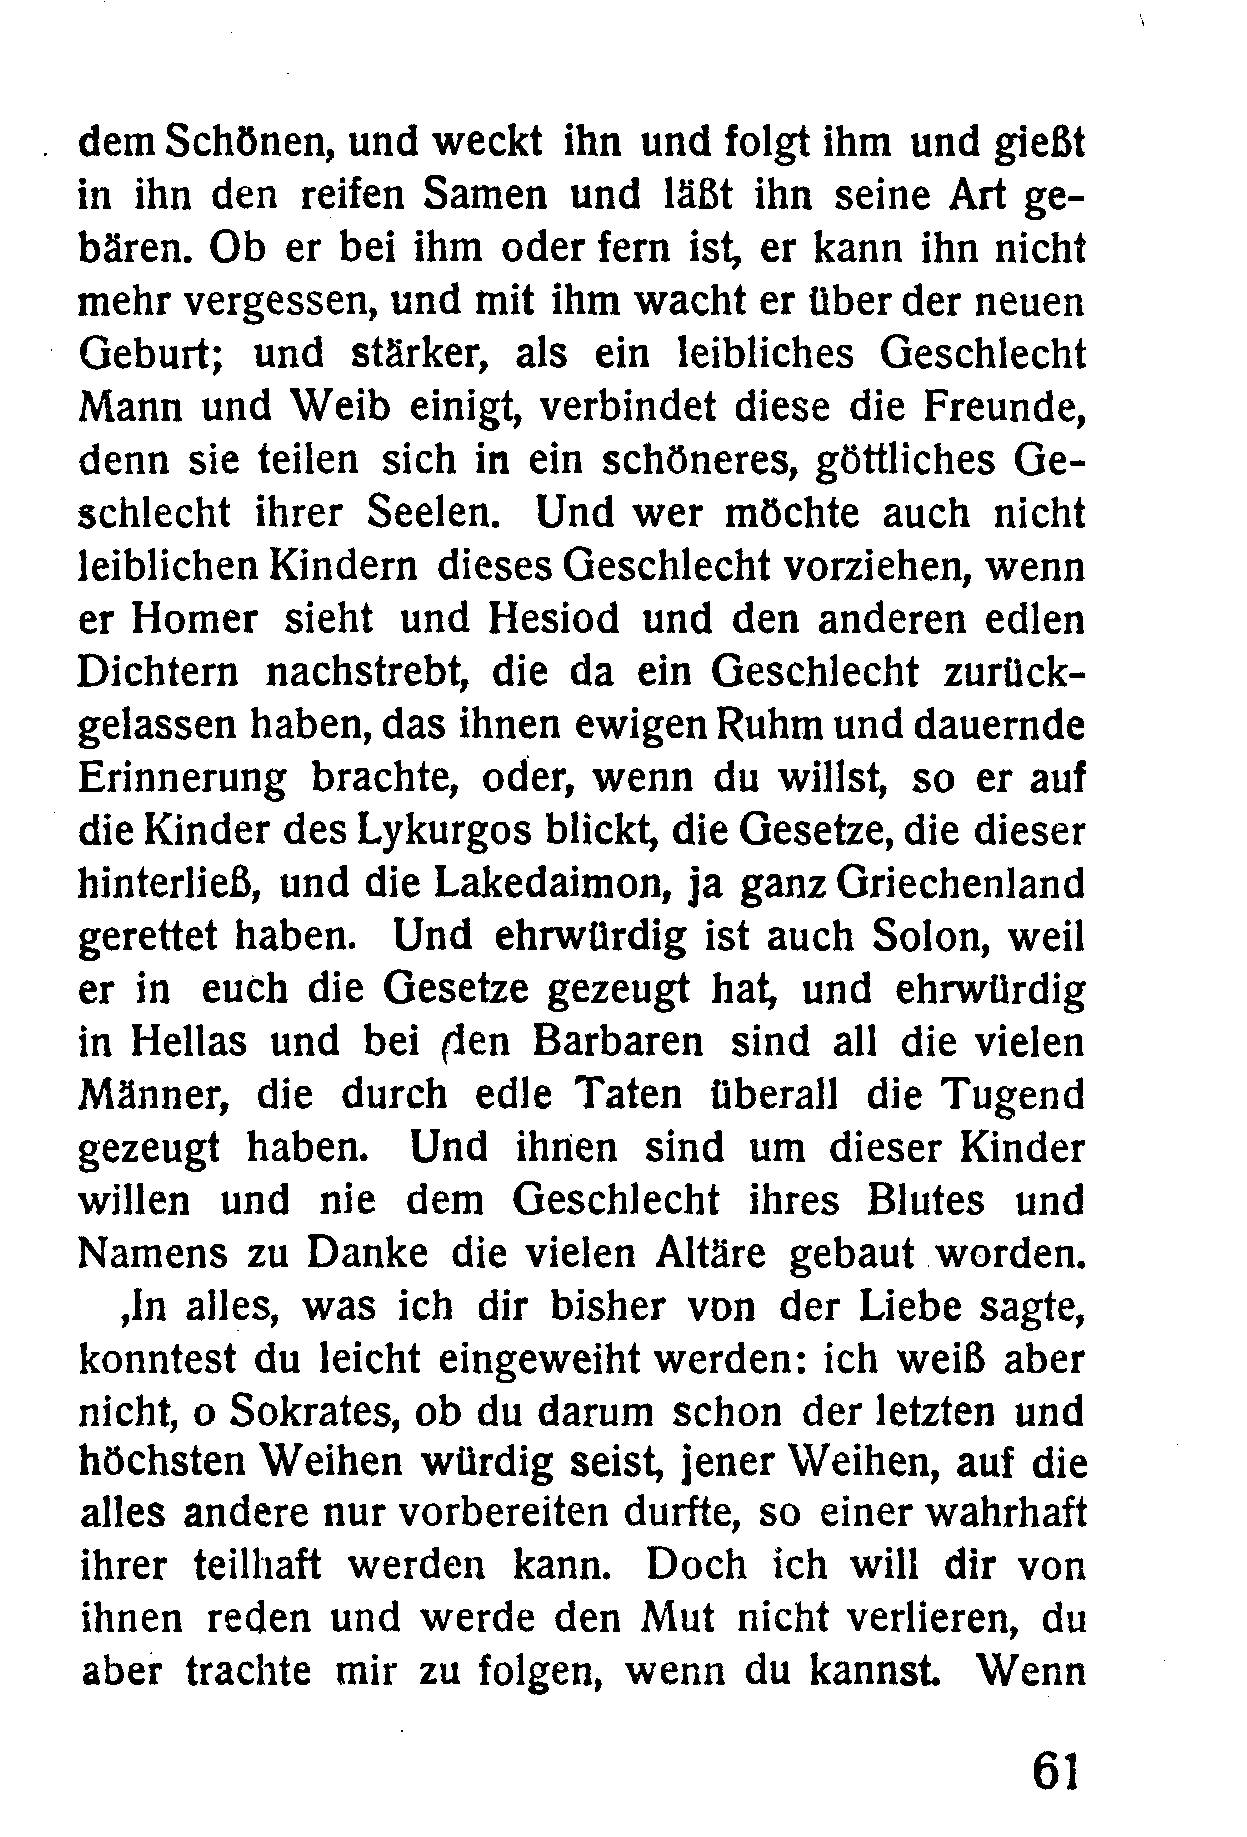 dem Schönen, und weckt ihn und folgt ihm und gießt
in ihn den reifen Samen und läßt ihn seine Art ge-
bären. Ob er bei ihm oder fern ist, er kann ihn nicht
mehr vergessen, und mit ihm wacht er über der neuen
Geburt; und stärker, als ein leibliches Geschlecht
Mann und Weib einigt, verbindet diese die Freunde,
denn sie teilen sich in ein schöneres, göttliches Ge-
schlecht ihrer Seelen. Und wer möchte auch nicht
leiblichen Kindern dieses Geschlecht vorziehen, wenn
er Homer sieht und Hesiod und den anderen edlen
Dichtern nachstrebt, die da ein Geschlecht zurück-
gelassen haben, das ihnen ewigen Ruhm und dauernde
Erinnerung brachte, oder, wenn du willst, so er auf
die Kinder des Lykurgos blickt, die Gesetze, die dieser
hinterließ, und die Lakedaimon, ja ganz Griechenland
gerettet haben. Und ehrwürdig ist auch Solon, weil
er in euch die Gesetze gezeugt hat, und ehrwürdig
in Hellas und bei den Barbaren sind all die vielen
Männer, die durch edle Taten überall die Tugend
gezeugt haben. Und ihnen sind um dieser Kinder
willen und nie dem Geschlecht ihres Blutes und
Namens zu Danke die vielen Altäre gebaut worden.
‚In alles, was ich dir bisher von der Liebe sagte,
konntest du leicht eingeweiht werden: ich weiß aber
nicht, o Sokrates, ob du darum schon der letzten und
höchsten Weihen würdig seist, jener Weihen, auf die
alles andere nur vorbereiten durfte, so einer wahrhaft
ihrer teilhaft werden kann. Doch ich will dir von
ihnen reden und werde den Mut nicht verlieren, du
aber trachte mir zu folgen, wenn du kannst. Wenn
61